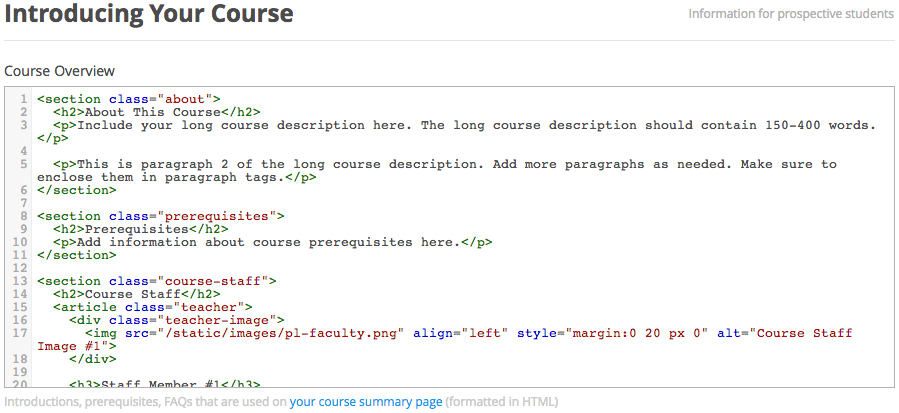 Introducing Your Course
Information for prospective students
Course Overview
1 <section class="about">
2 <h2>About This Course</h2>
3 <p>Include your long course description here. The long course description should contain 150-400 words.
</p>
4
5 <p>This is paragraph 2 of the long course description. Add more paragraphs as needed. Make sure to
enclose them in paragraph tags.</p>
6 </section>
7
8 <section class="prerequisites">
9 <h2>Prerequisites</h2>
10 <p>Add information about course prerequisites here.</p>
11 </section>
12
13 <section class="course-staff">
14 <h2>Course Staff</h2>
15 <article class="teacher">
16 <div class="teacher-image">
17 <img src="/static/images/pl-faculty.png" align="left" style="margin:0 20 px 0" alt="Course Staff
Image #1">
18 </div>
19
20 <h3>Staff Member #1</h3>
Introductions, prerequisites, FAQs that are used on your course summary page (formatted in HTML)